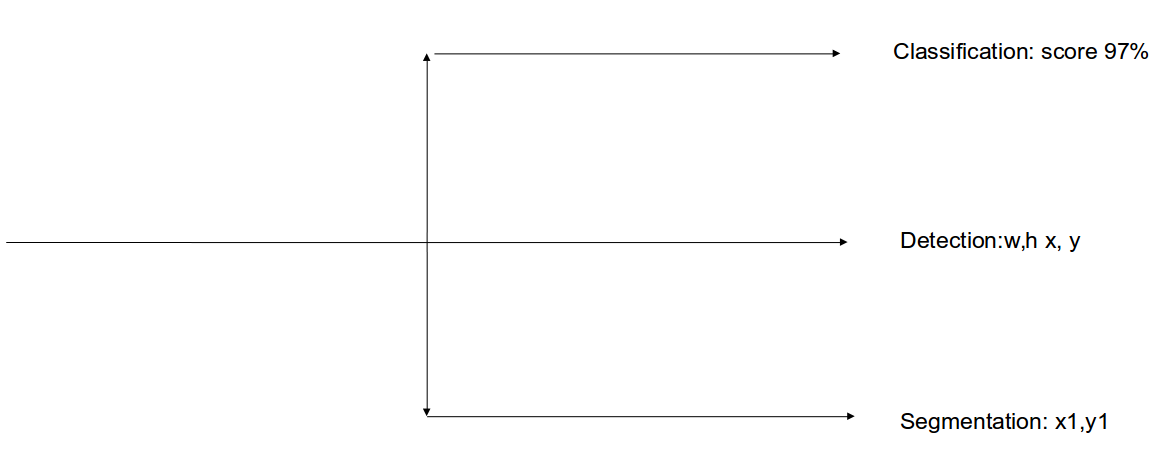 Classification: score 97%
Detection:w,h x, y
Segmentation: x1,y1